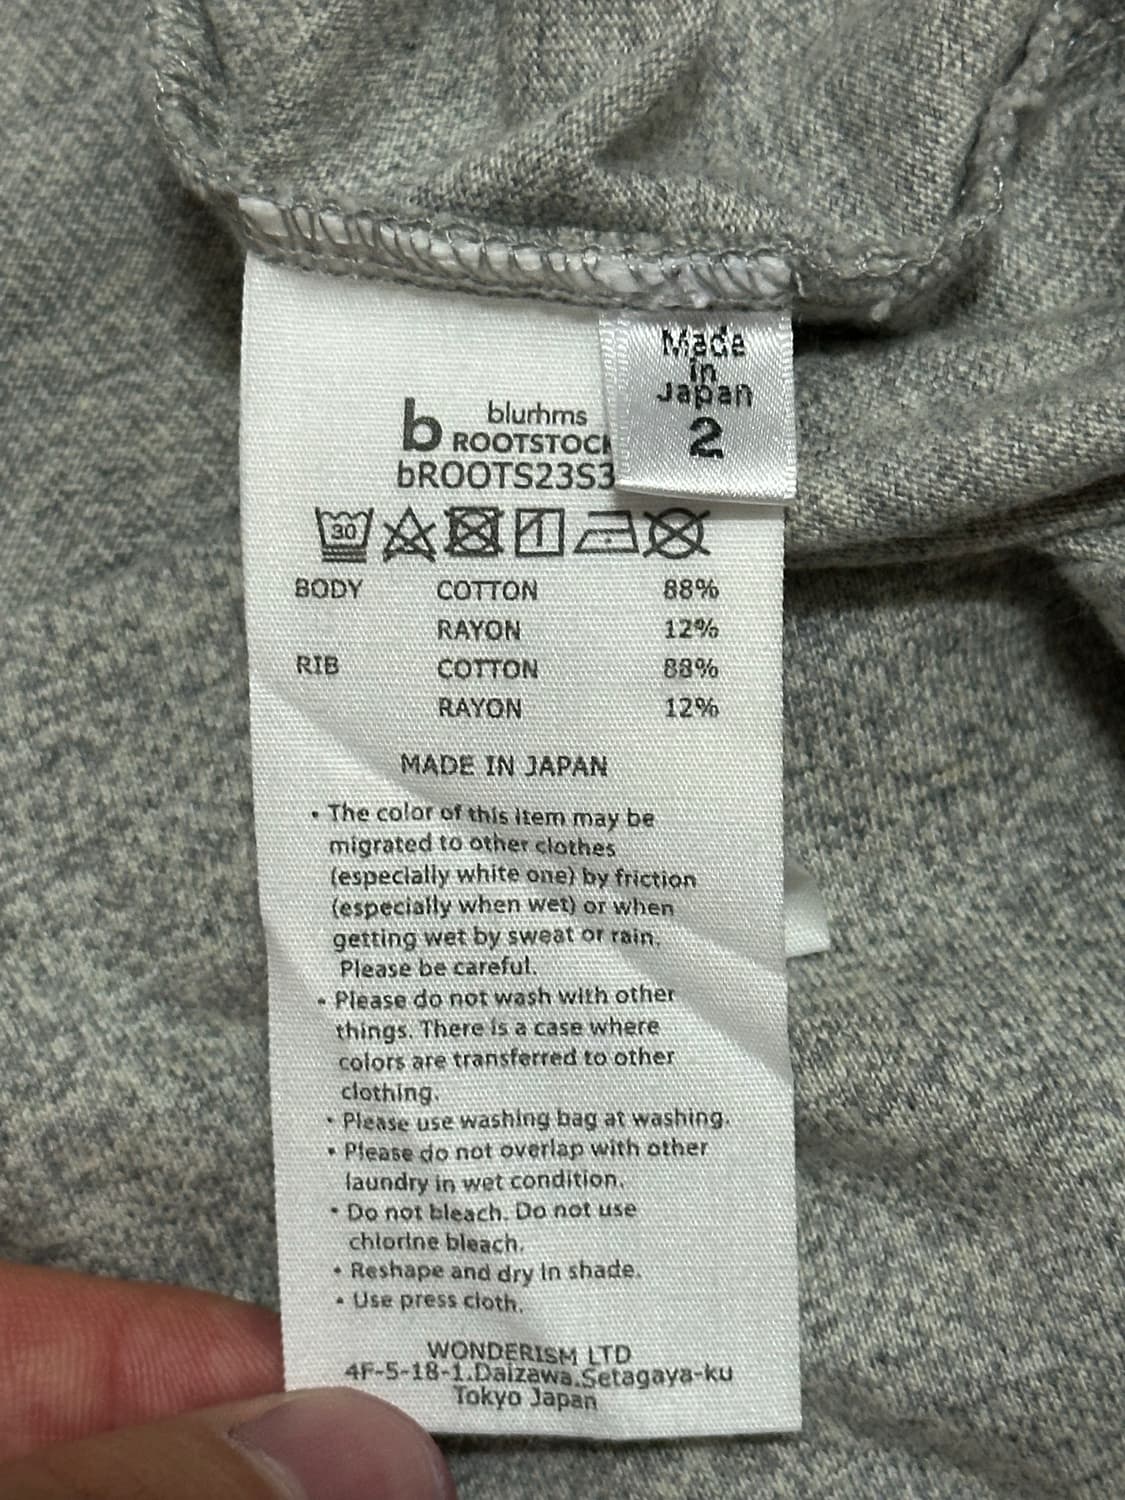 Made
in
Japan
2
b blurhms
ROOTSTOCK
bROOTS23S3
30
BODY COTTON 88%
RAYON 12%
RIB COTTON 88%
RAYON 12%
MADE IN JAPAN
• The color of this item may be
migrated to other clothes
(especially white one) by friction
(especially when wet) or when
getting wet by sweat or rain.
Please be careful.
• Please do not wash with other
things. There is a case where
colors are transferred to other
clothing.
• Please use washing bag at washing.
• Please do not overlap with other
laundry in wet condition.
• Do not bleach. Do not use
chlorine bleach.
• Reshape and dry in shade.
• Use press cloth.
WONDERISM LTD
4F-5-18-1.Daizawa.Setagaya-ku
Tokyo Japan